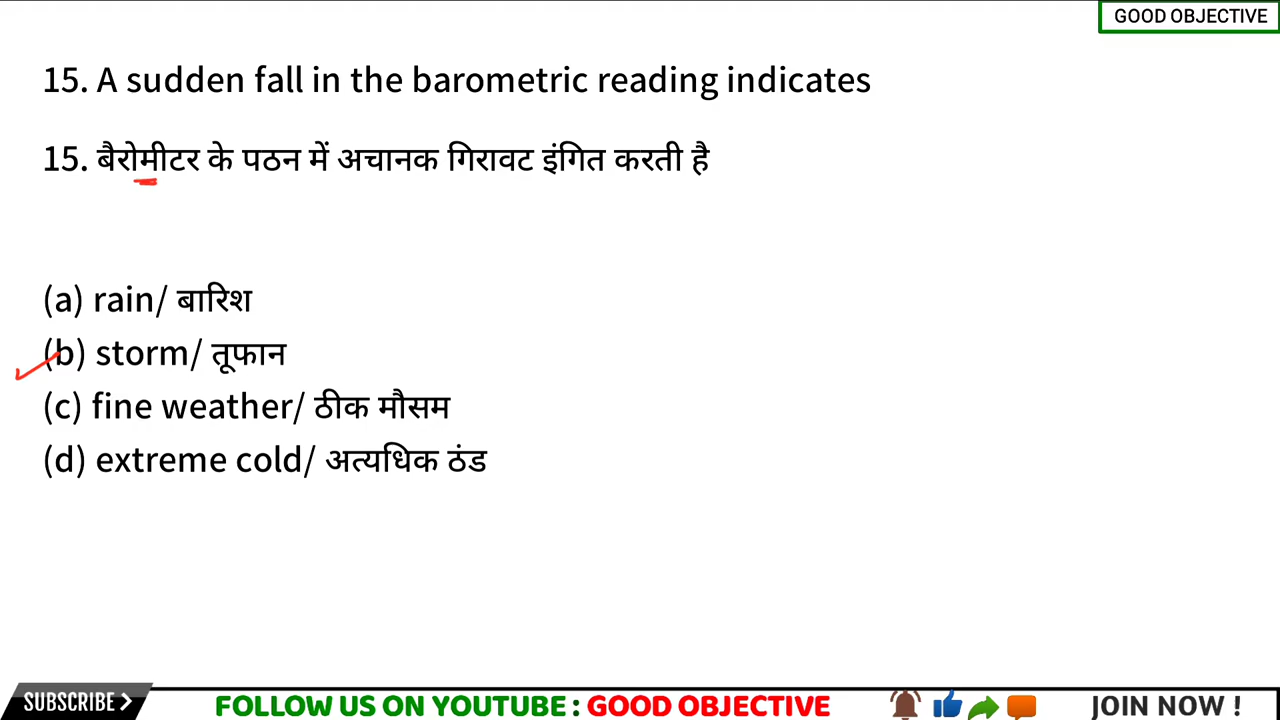 GOOD OBJECTIVE
15. A sudden fall in the barometric reading indicates
15. बैरोमीटर के पठन में अचानक गिरावट इंगित करती है
(a) rain/ बारिश
(b) storm/ तूफान
(c) fine weather/ ठीक मौसम
(d) extreme cold/ अत्यधिक ठंड
SUBSCRIBE > FOLLOW US ON YOUTUBE : GOOD OBJECTIVE JOIN NOW !